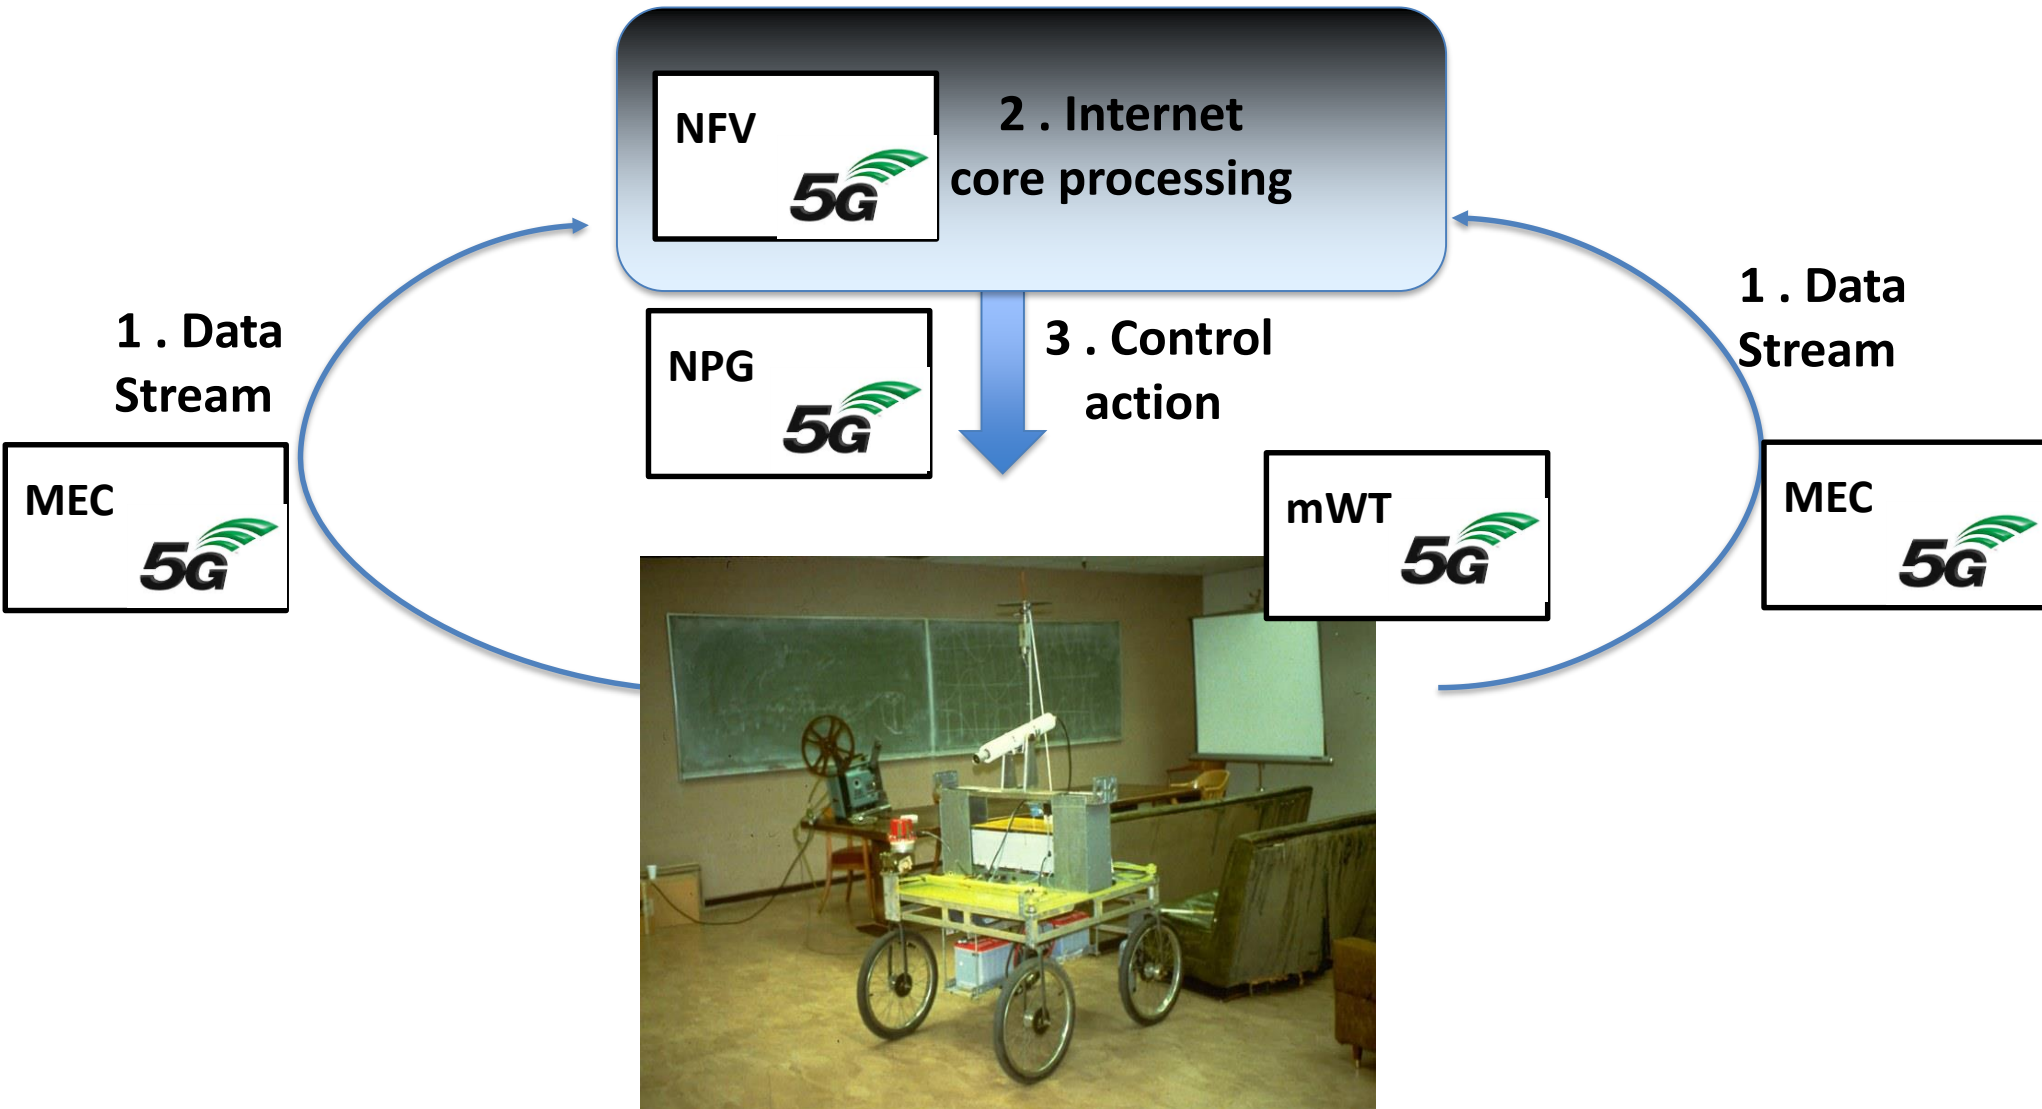 NFV
5G
2 . Internet
core processing
1 . Data
Stream
1 . Data
Stream
NPG
5G
3 . Control
action
MEC
5G
mWT
5G
MEC
5G